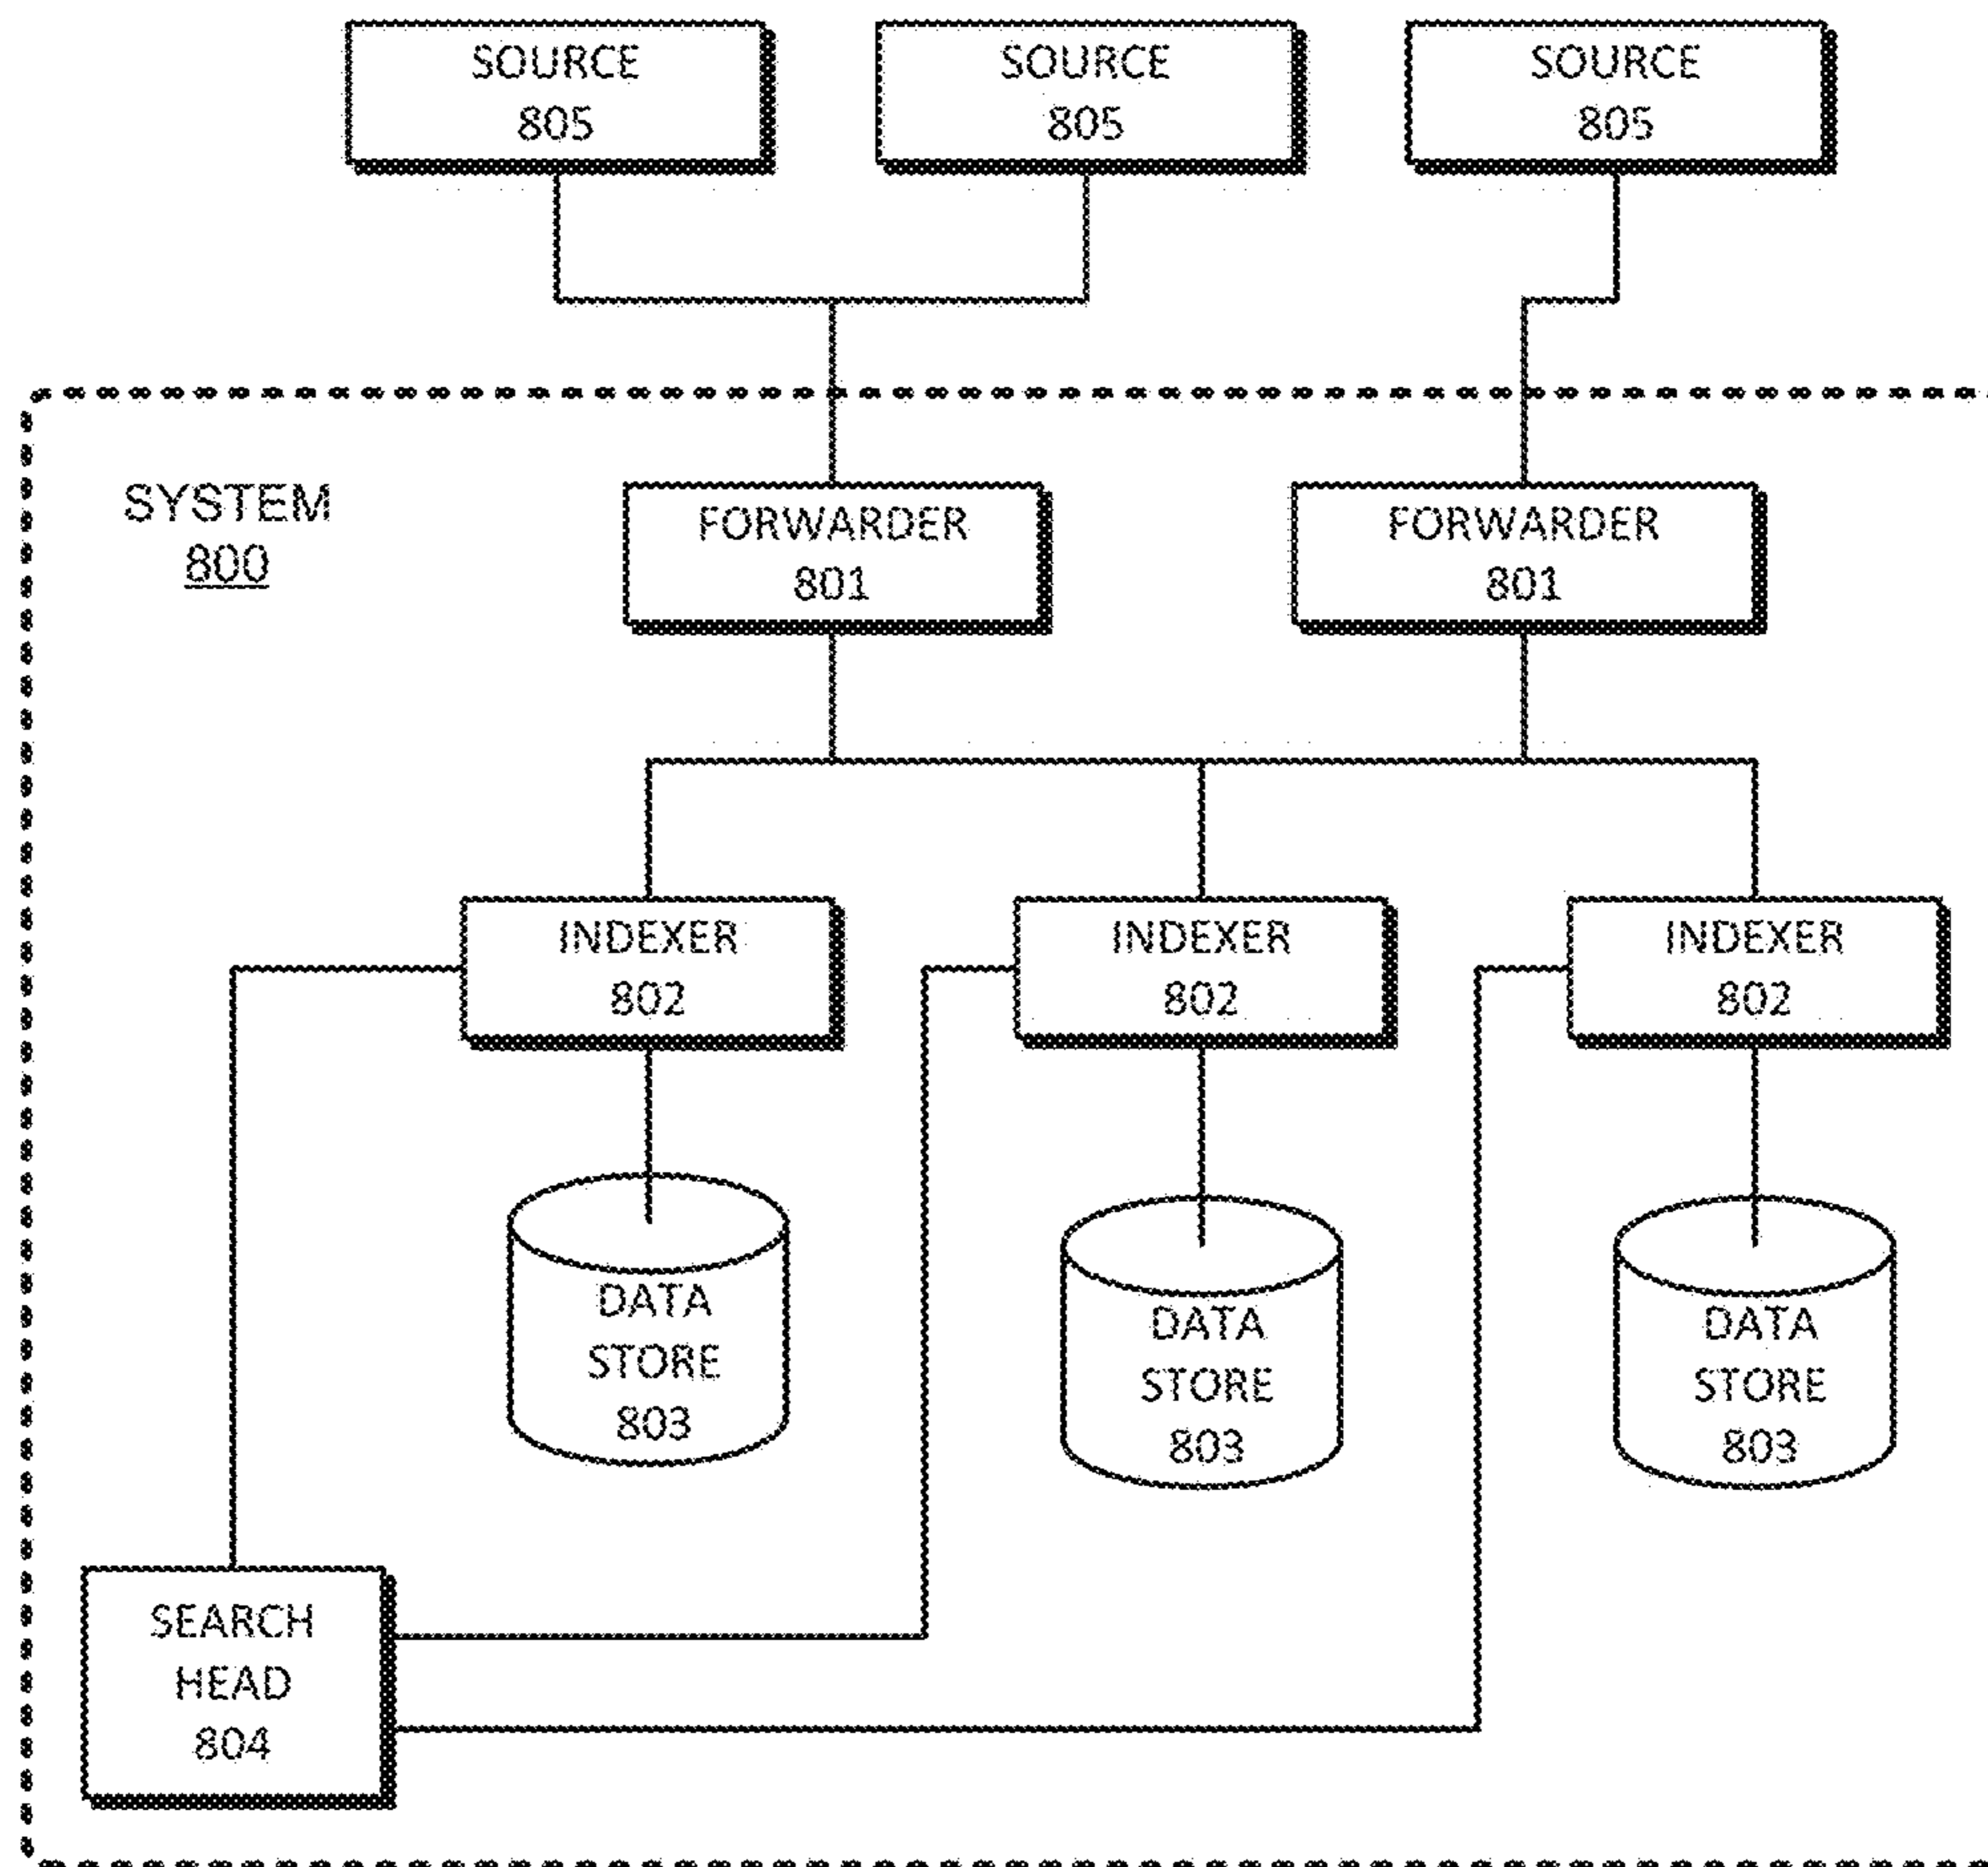 SOURCE
805
SOURCE
805
SOURCE
805
SYSTEM
800
FORWARDER
801
FORWARDER
801
INDEXER
802
INDEXER
802
INDEXER
802
DATA
STORE
803
DATA
STORE
803
DATA
STORE
803
SEARCH
HEAD
804